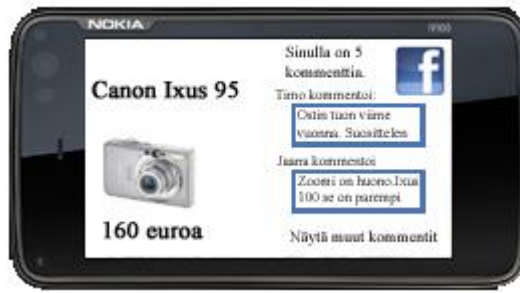 NOKIA
N900
Canon Ixus 95
160 euroa
Sinulla on 5
kommenttia.
f
Timo kommentoi:
Ostin tuon viime
vuonna. Suosittelen
Jaana kommentoi
Zoomi on huono.Ixus
100 se on parempi
Näytä muut kommentit